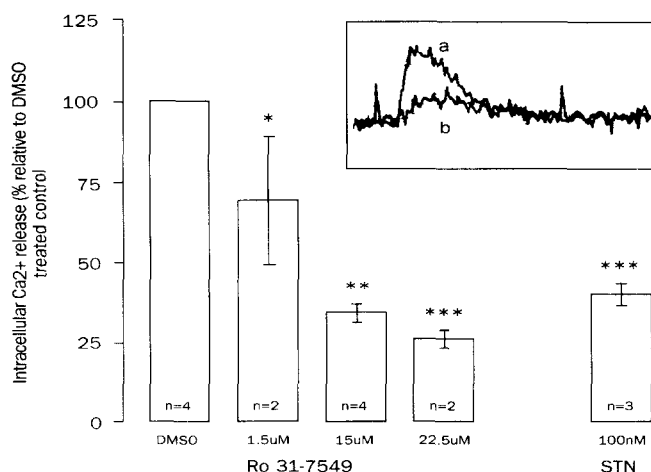 Intracellular Ca2+ release (% relative to DMSO
treated control
125
100
75
50
25
0
a
b
*
**
***
***
n=4
n=2
n=4
n=2
n=3
DMSO
1.5uM
15uM
22.5uM
100nM
Ro 31-7549
STN